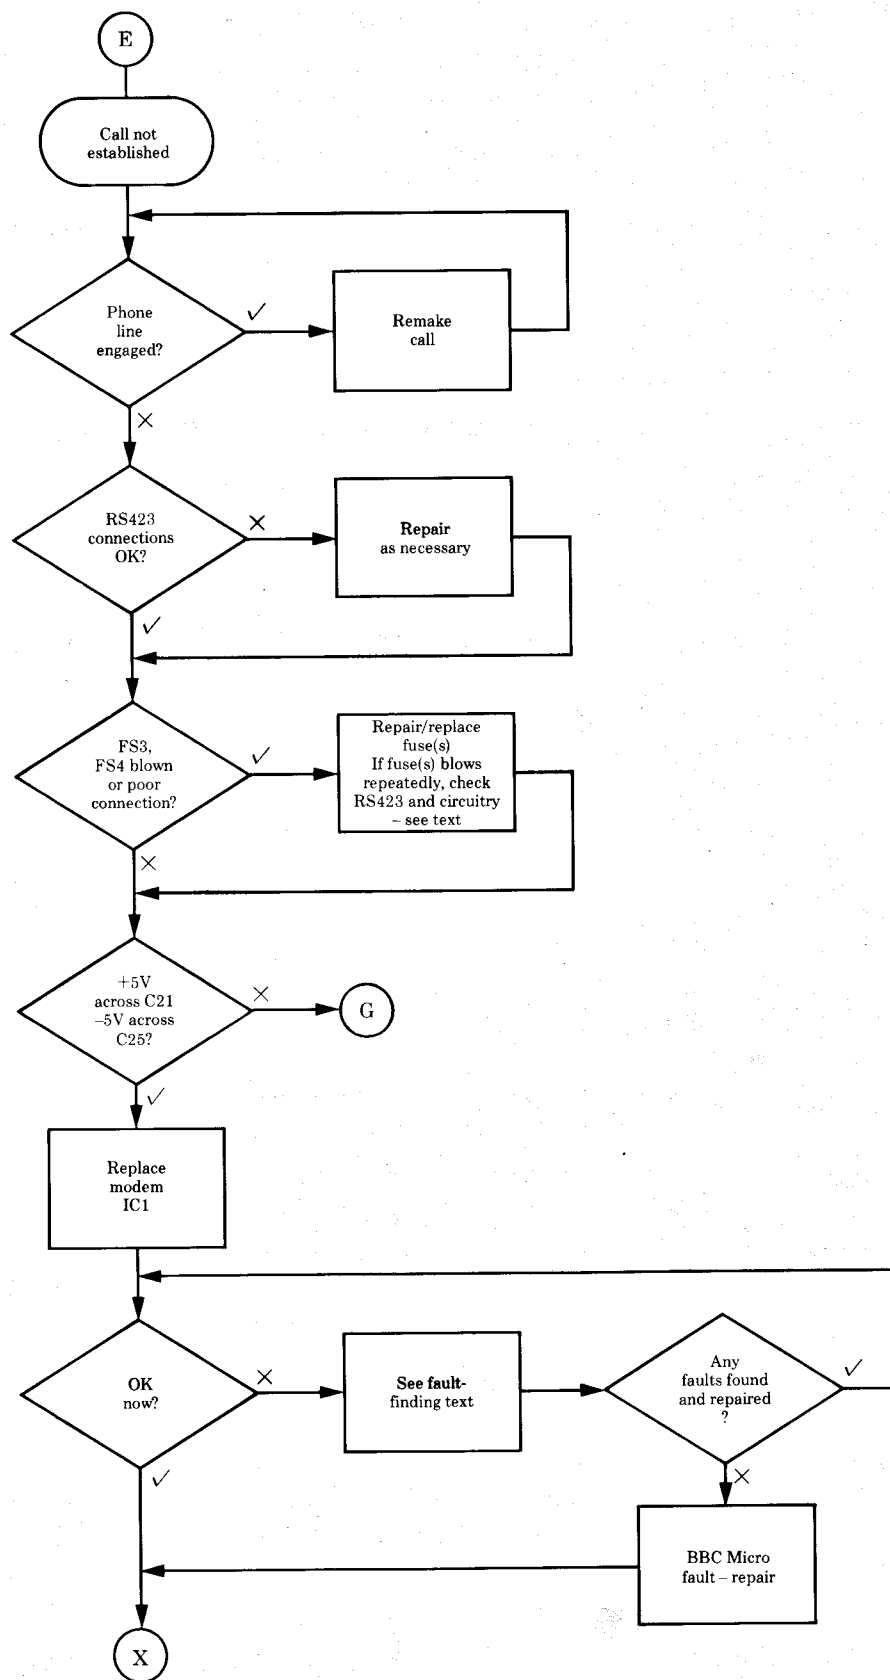 E
Call not
established
Phone
line
engaged?
✓
Remake
call
×
RS423
connections
OK?
×
Repair
as necessary
✓
FS3,
FS4 blown
or poor
connection?
✓
Repair/replace
fuse(s)
If fuse(s) blows
repeatedly, check
RS423 and circuitry
– see text
×
+5V
across C21
–5V across
C25?
×
G
✓
Replace
modem
IC1
OK
now?
×
See fault-
finding text
Any
faults found
and repaired
?
✓
✓
×
BBC Micro
fault – repair
X